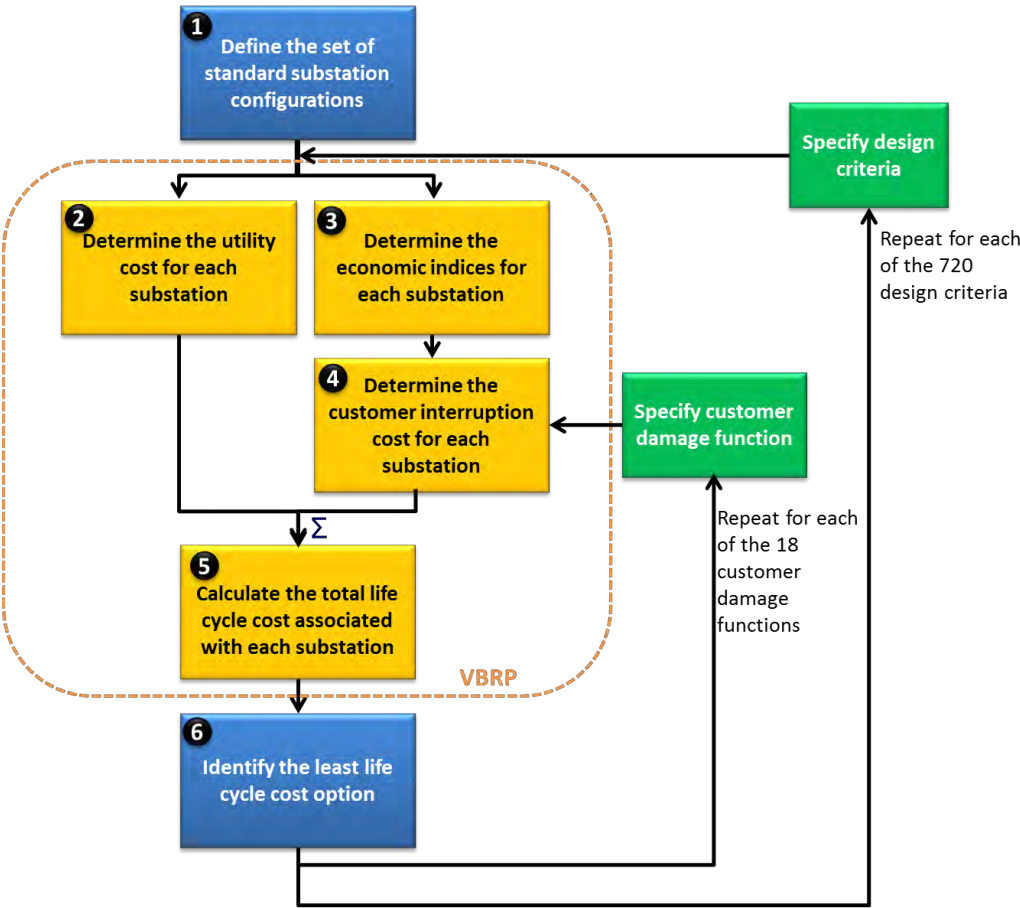 1
Define the set of
standard substation
configurations
Specify design
criteria
2
Determine the utility
cost for each
substation
3
Determine the
economic indices for
each substation
Repeat for each
of the 720
design criteria
4
Determine the
customer interruption
cost for each
substation
Specify customer
damage function
Σ
Repeat for each
of the 18
customer
damage
functions
5
Calculate the total life
cycle cost associated
with each substation
VBRP
6
Identify the least life
cycle cost option